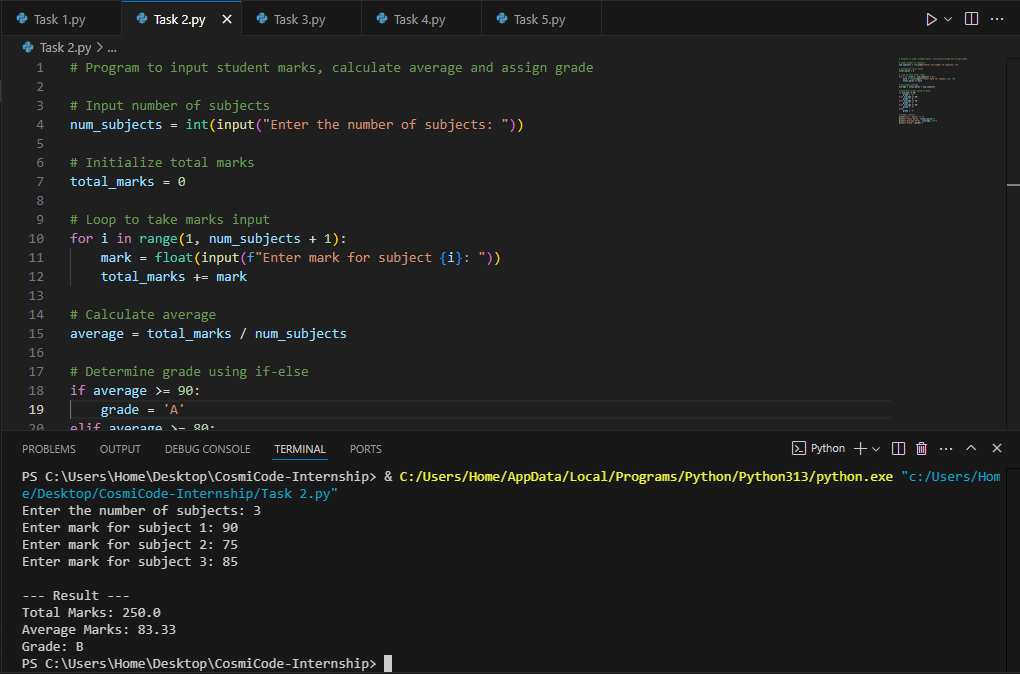 Task 1.py Task 2.py Task 3.py Task 4.py Task 5.py
Task 2.py > ...
1 # Program to input student marks, calculate average and assign grade
2
3 # Input number of subjects
4 num_subjects = int(input("Enter the number of subjects: "))
5
6 # Initialize total marks
7 total_marks = 0
8
9 # Loop to take marks input
10 for i in range(1, num_subjects + 1):
11     mark = float(input(f"Enter mark for subject {i}: "))
12     total_marks += mark
13
14 # Calculate average
15 average = total_marks / num_subjects
16
17 # Determine grade using if-else
18 if average >= 90:
19     grade = 'A'
20 elif average >= 80:
PROBLEMS OUTPUT DEBUG CONSOLE TERMINAL PORTS Python
PS C:\Users\Home\Desktop\CosmiCode-Internship> & C:/Users/Home/AppData/Local/Programs/Python/Python313/python.exe "c:/Users/Hom
e/Desktop/CosmiCode-Internship/Task 2.py"
Enter the number of subjects: 3
Enter mark for subject 1: 90
Enter mark for subject 2: 75
Enter mark for subject 3: 85

--- Result ---
Total Marks: 250.0
Average Marks: 83.33
Grade: B
PS C:\Users\Home\Desktop\CosmiCode-Internship>